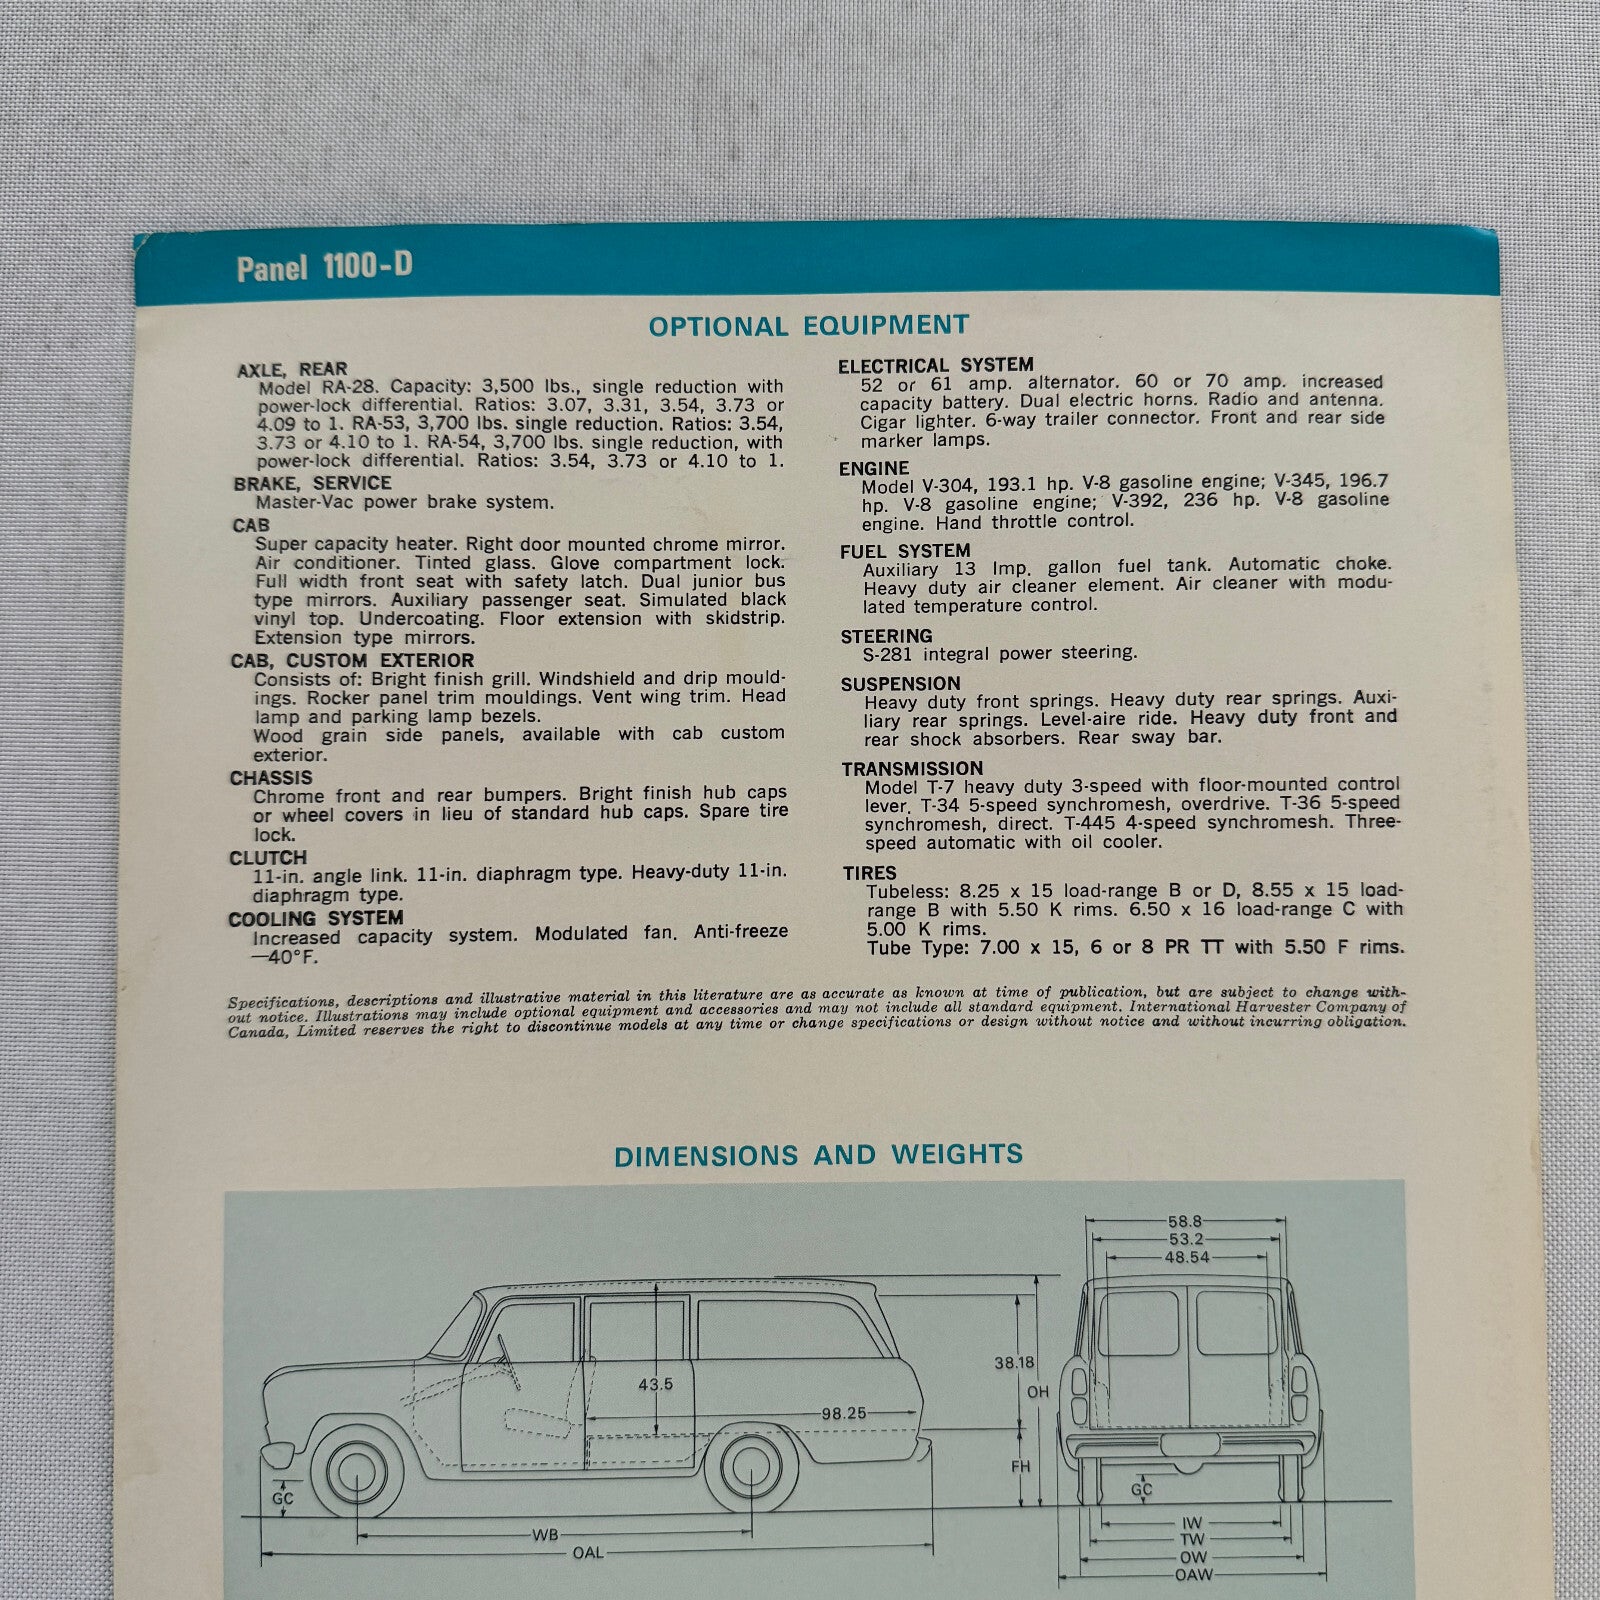 Panel 1100-D
OPTIONAL EQUIPMENT
AXLE, REAR
Model RA-28. Capacity: 3,500 lbs., single reduction with
power-lock differential. Ratios: 3.07, 3.31, 3.54, 3.73 or
4.09 to 1. RA-53, 3,700 lbs. single reduction. Ratios: 3.54,
3.73 or 4.10 to 1. RA-54, 3,700 lbs. single reduction, with
power-lock differential. Ratios: 3.54, 3.73 or 4.10 to 1.
BRAKE, SERVICE
Master-Vac power brake system.
CAB
Super capacity heater. Right door mounted chrome mirror.
Air conditioner. Tinted glass. Glove compartment lock.
Full width front seat with safety latch. Dual junior bus
type mirrors. Auxiliary passenger seat. Simulated black
vinyl top. Undercoating. Floor extension with skidstrip.
Extension type mirrors.
CAB, CUSTOM EXTERIOR
Consists of: Bright finish grill. Windshield and drip mould-
ings. Rocker panel trim mouldings. Vent wing trim. Head
lamp and parking lamp bezels.
Wood grain side panels, available with cab custom
exterior.
CHASSIS
Chrome front and rear bumpers. Bright finish hub caps
or wheel covers in lieu of standard hub caps. Spare tire
lock.
CLUTCH
11-in. angle link. 11-in. diaphragm type. Heavy-duty 11-in.
diaphragm type.
COOLING SYSTEM
Increased capacity system. Modulated fan. Anti-freeze
—40°F.
ELECTRICAL SYSTEM
52 or 61 amp. alternator. 60 or 70 amp. increased
capacity battery. Dual electric horns. Radio and antenna.
Cigar lighter. 6-way trailer connector. Front and rear side
marker lamps.
ENGINE
Model V-304, 193.1 hp. V-8 gasoline engine; V-345, 196.7
hp. V-8 gasoline engine; V-392, 236 hp. V-8 gasoline
engine. Hand throttle control.
FUEL SYSTEM
Auxiliary 13 Imp. gallon fuel tank. Automatic choke.
Heavy duty air cleaner element. Air cleaner with modu-
lated temperature control.
STEERING
S-281 integral power steering.
SUSPENSION
Heavy duty front springs. Heavy duty rear springs. Auxi-
liary rear springs. Level-aire ride. Heavy duty front and
rear shock absorbers. Rear sway bar.
TRANSMISSION
Model T-7 heavy duty 3-speed with floor-mounted control
lever. T-34 5-speed synchromesh, overdrive. T-36 5-speed
synchromesh, direct. T-445 4-speed synchromesh. Three-
speed automatic with oil cooler.
TIRES
Tubeless: 8.25 x 15 load-range B or D, 8.55 x 15 load-
range B with 5.50 K rims. 6.50 x 16 load-range C with
5.00 K rims.
Tube Type: 7.00 x 15, 6 or 8 PR TT with 5.50 F rims.
Specifications, descriptions and illustrative material in this literature are as accurate as known at time of publication, but are subject to change with-
out notice. Illustrations may include optional equipment and accessories and may not include all standard equipment. International Harvester Company of
Canada, Limited reserves the right to discontinue models at any time or change specifications or design without notice and without incurring obligation.
DIMENSIONS AND WEIGHTS
58.8
53.2
48.54
38.18
OH
43.5
98.25
FH
GC
GC
WB
OAL
IW
TW
OW
OAW